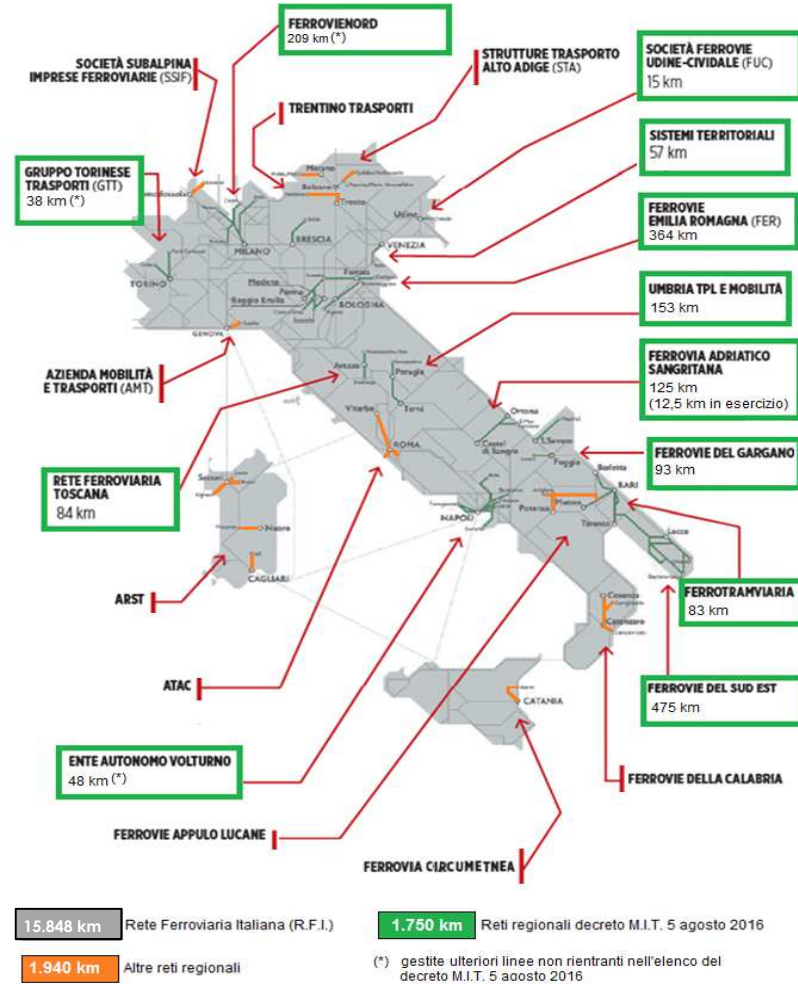 FERROVIENORD
209 km (*)
SOCIETÀ SUBALPINA
IMPRESE FERROVIARIE (SSIF)
STRUTTURE TRASPORTO
ALTO ADIGE (STA)
SOCIETÀ FERROVIE
UDINE-CIVIDALE (FUC)
15 km
TRENTINO TRASPORTI
SISTEMI TERRITORIALI
57 km
GRUPPO TORINESE
TRASPORTI (GTT)
38 km (*)
FERROVIE
EMILIA ROMAGNA (FER)
364 km
UMBRIA TPL E MOBILITÀ
153 km
AZIENDA MOBILITÀ
E TRASPORTI (AMT)
FERROVIA ADRIATICO
SANGRITANA
125 km
(12,5 km in esercizio)
FERROVIE DEL GARGANO
93 km
RETE FERROVIARIA
TOSCANA
84 km
FERROTRAMVIARIA
83 km
ARST
ATAC
FERROVIE DEL SUD EST
475 km
ENTE AUTONOMO VOLTURNO
48 km (*)
FERROVIE DELLA CALABRIA
FERROVIE APPULO LUCANE
FERROVIA CIRCUMETNEA
Merano
Bolzano
Trento
Udine
MILANO
BRESCIA
VENEZIA
TORINO
Modena
Parma
Ferrara
Reggio Emilia
BOLOGNA
GENOVA
Arezzo
Perugia
Viterbo
Terni
ROMA
Ortona
Castel
di Sangro
S. Severo
Foggia
Barletta
BARI
NAPOLI
Potenza
Matera
Taranto
Lecce
Sassari
Nuoro
CAGLIARI
Cosenza
Catanzaro
CATANIA
15.848 km Rete Ferroviaria Italiana (R.F.I.)
1.750 km Reti regionali decreto M.I.T. 5 agosto 2016
1.940 km Altre reti regionali
(*) gestite ulteriori linee non rientranti nell'elenco del
decreto M.I.T. 5 agosto 2016